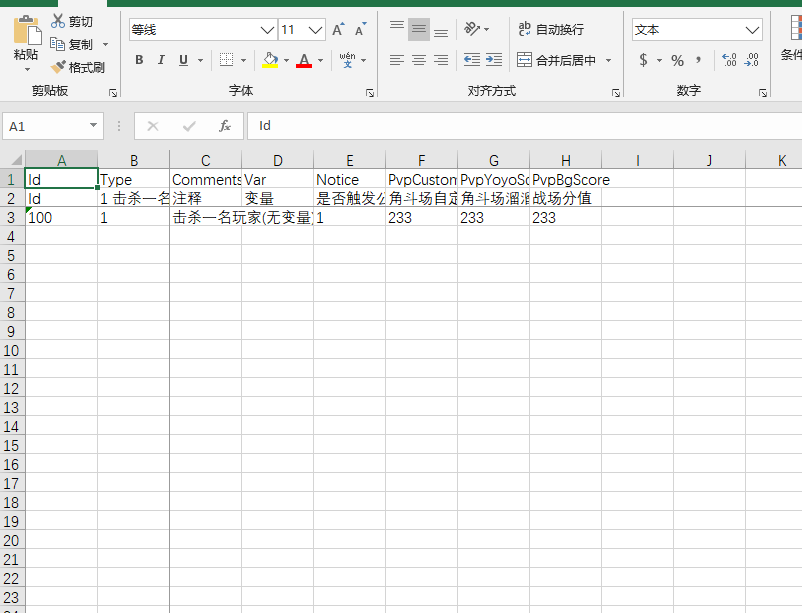 剪切
复制
格式刷
粘贴
剪贴板
等线
11
A A
B I U
A
wén
文
字体
ab 自动换行
合并后居中
对齐方式
文本
$ % ,
数字
条件
A1
fx
Id
A B C D E F G H I J K
1 Id Type Comments Var Notice PvpCustom PvpYoyoSc PvpBgScore
2 Id 1 击杀一名 注释 变量 是否触发公 角斗场自定 角斗场溜溜 战场分值
3 100 1 击杀一名玩家(无变量) 1 233 233 233
4
5
6
7
8
9
10
11
12
13
14
15
16
17
18
19
20
21
22
23